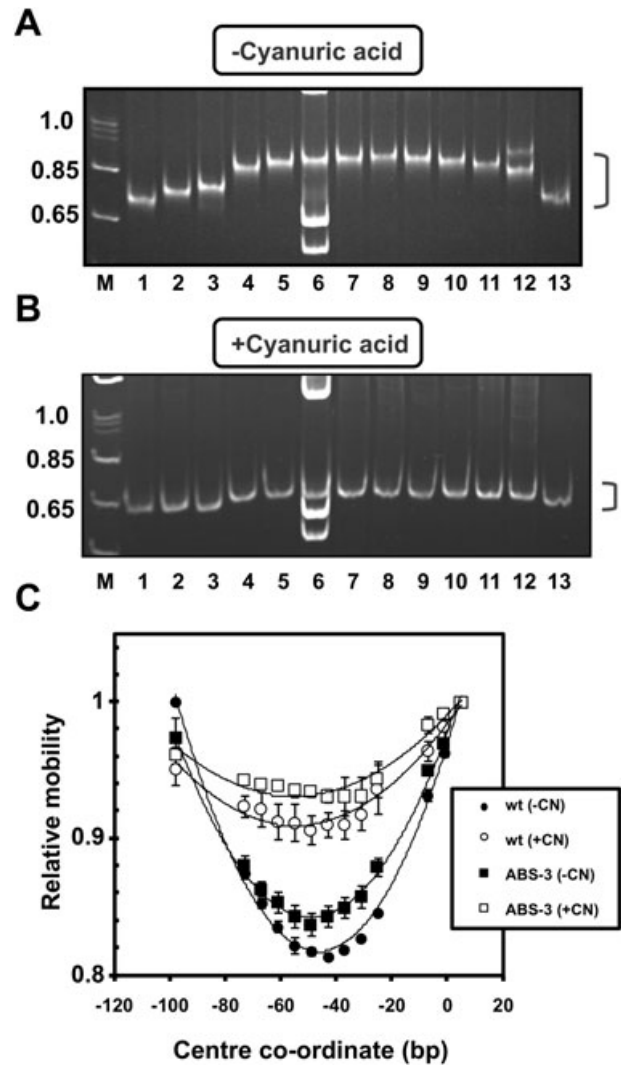 A
-Cyanuric acid
1.0
0.85
0.65
M 1 2 3 4 5 6 7 8 9 10 11 12 13
B
+Cyanuric acid
1.0
0.85
0.65
M 1 2 3 4 5 6 7 8 9 10 11 12 13
C
1
0.9
0.8
Relative mobility
-120 -100 -80 -60 -40 -20 0 20
Centre co-ordinate (bp)
wt (-CN)
wt (+CN)
ABS-3 (-CN)
ABS-3 (+CN)